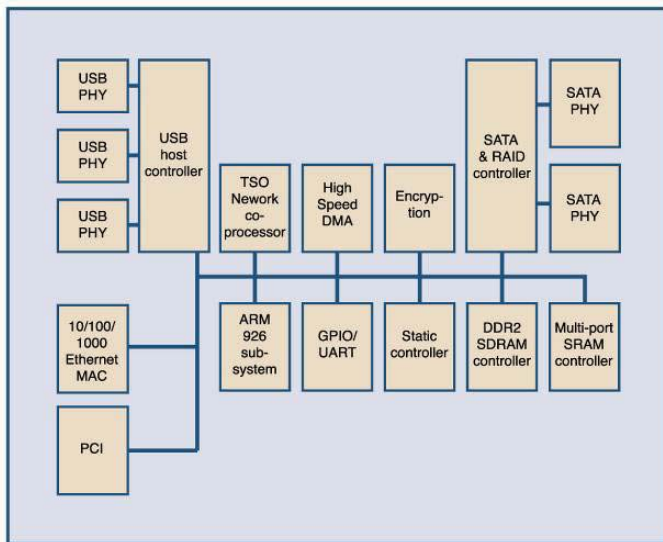 USB
PHY
USB
PHY
USB
PHY
USB
host
controller
TSO
Nework
co-
processor
High
Speed
DMA
Encryp-
tion
SATA
& RAID
controller
SATA
PHY
SATA
PHY
10/100/
1000
Ethernet
MAC
PCI
ARM
926
sub-
system
GPIO/
UART
Static
controller
DDR2
SDRAM
controller
Multi-port
SRAM
controller